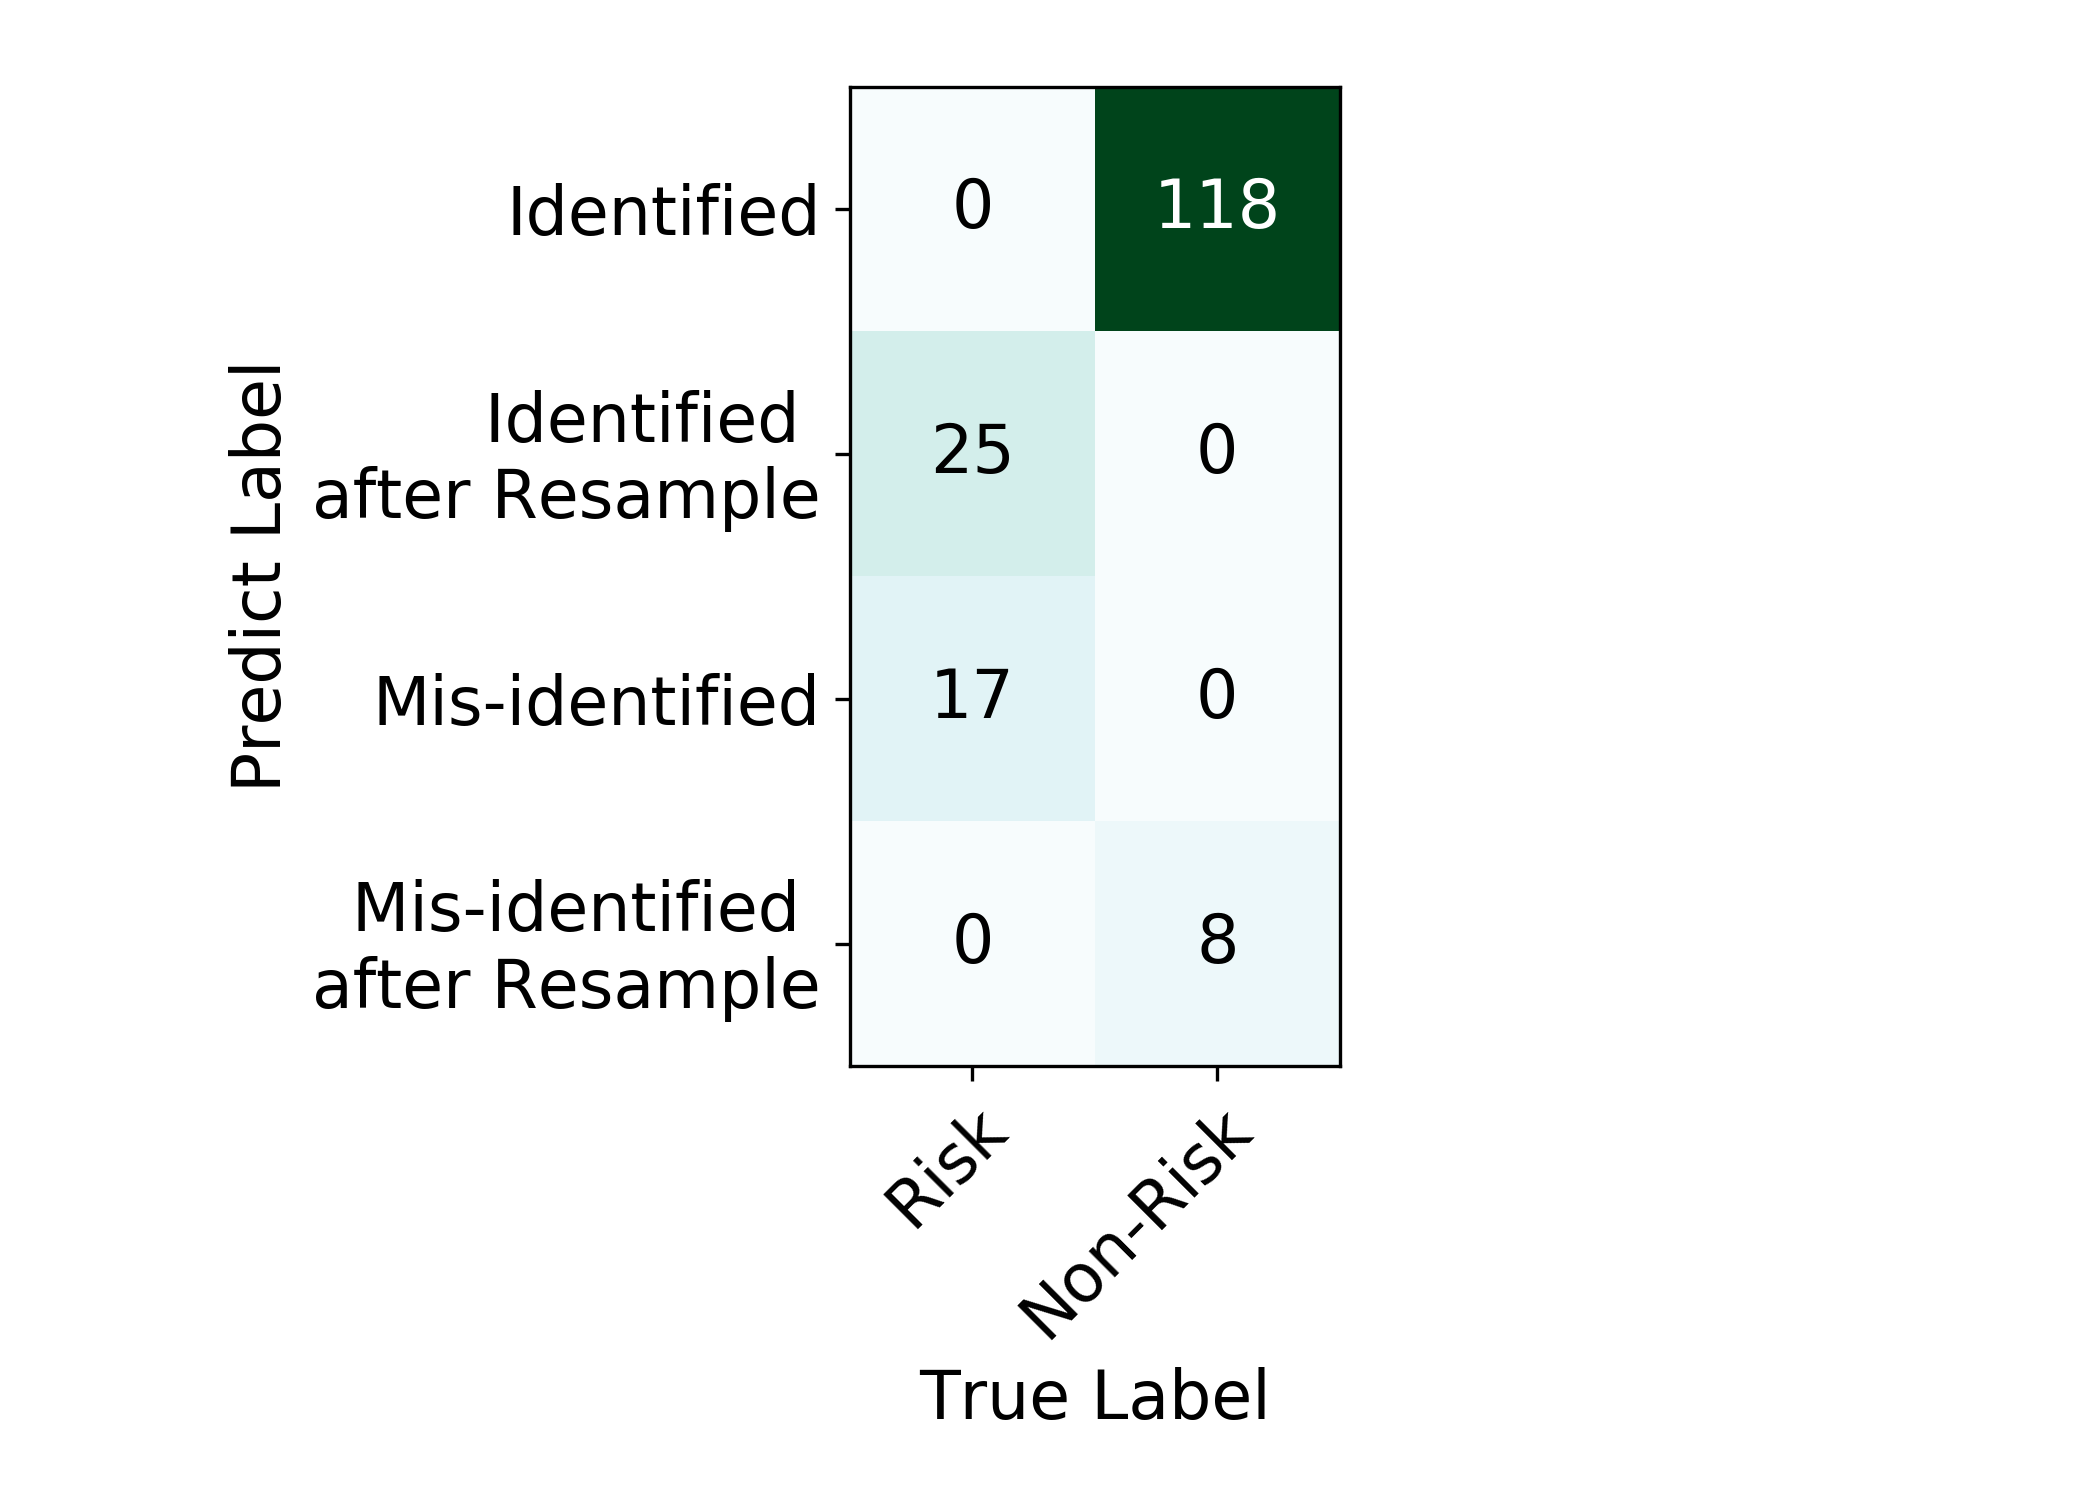 Predict Label
Identified
0 118
Identified
after Resample
25 0
Mis-identified
17 0
Mis-identified
after Resample
0 8
Risk
Non-Risk
True Label